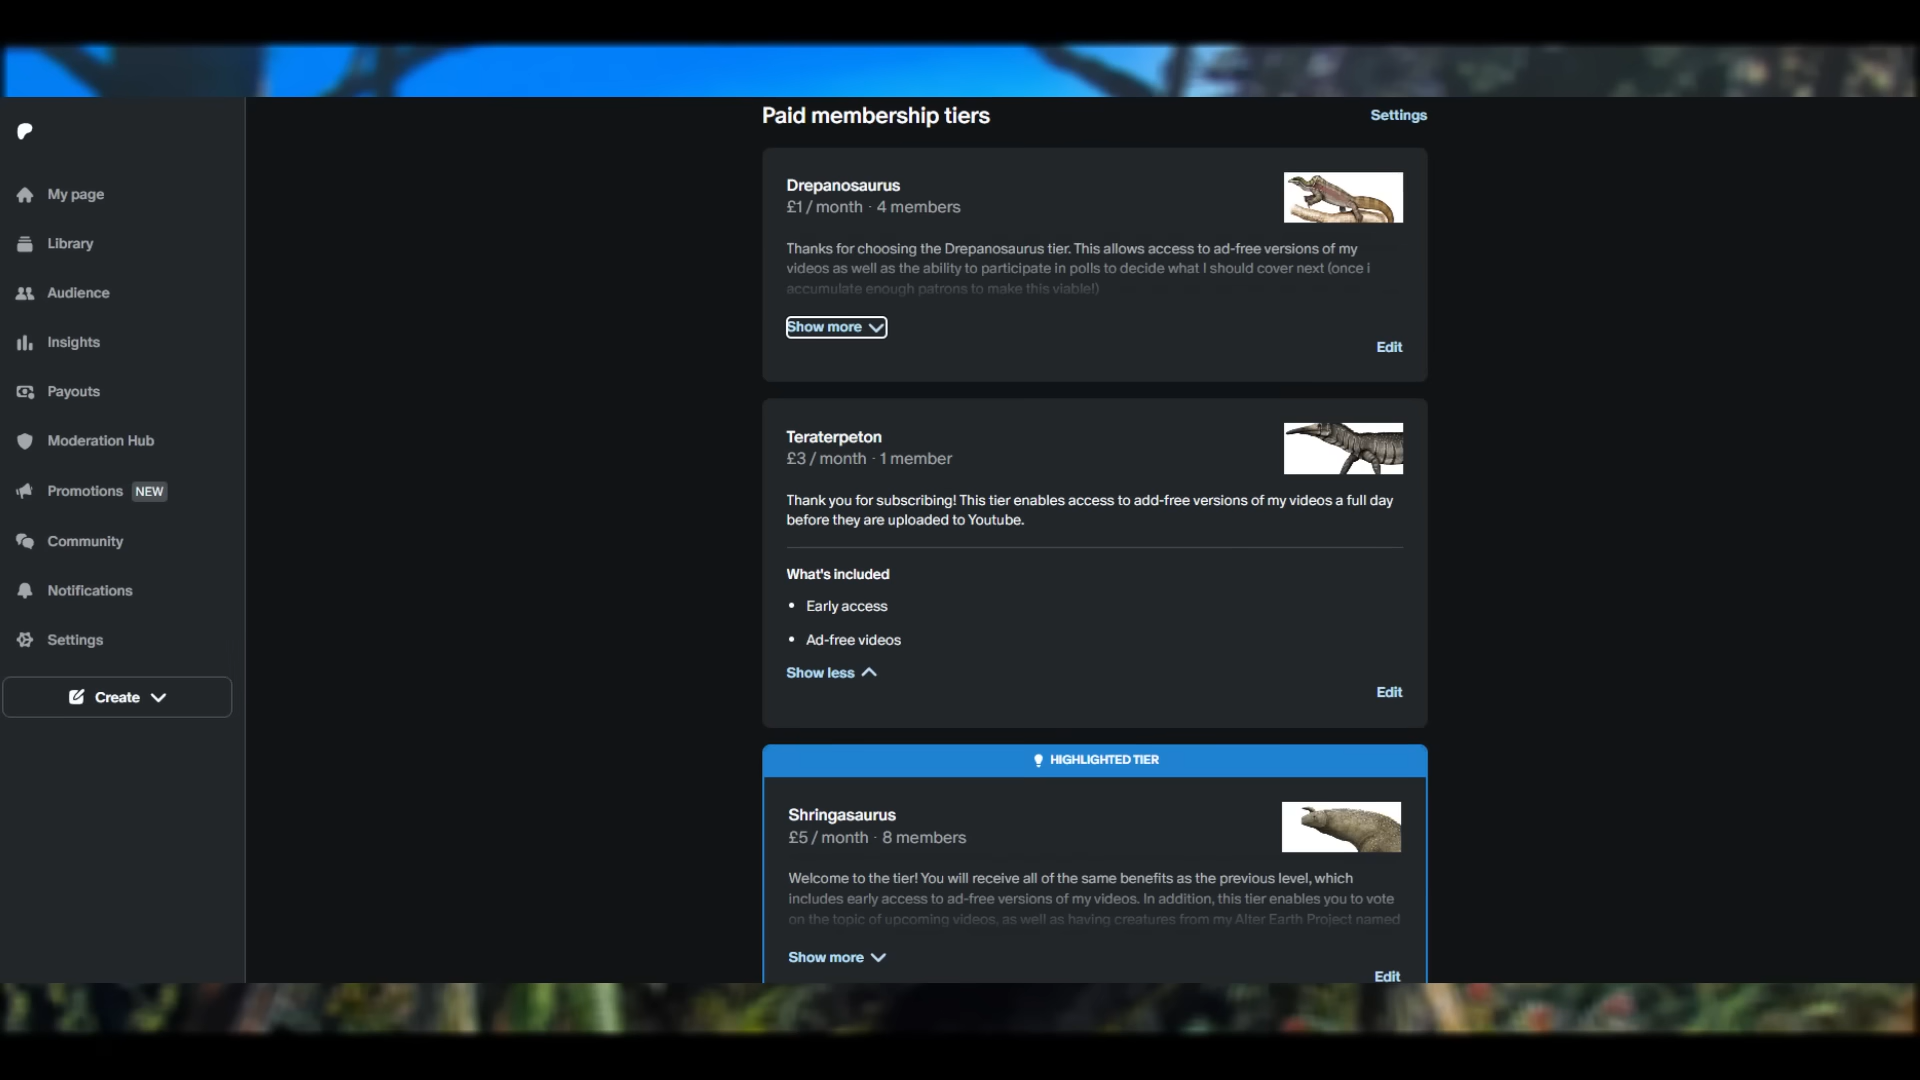 Paid membership tiers
Settings
My page
Library
Audience
Insights
Payouts
Moderation Hub
Promotions NEW
Community
Notifications
Settings
Create
Drepanosaurus
£1 / month · 4 members
Thanks for choosing the Drepanosaurus tier. This allows access to ad-free versions of my
videos as well as the ability to participate in polls to decide what I should cover next (once i
accumulate enough patrons to make this viable!)
Show more
Edit
Teraterpeton
£3 / month · 1 member
Thank you for subscribing! This tier enables access to add-free versions of my videos a full day
before they are uploaded to Youtube.
What's included
• Early access
• Ad-free videos
Show less
Edit
HIGHLIGHTED TIER
Shringasaurus
£5 / month · 8 members
Welcome to the tier! You will receive all of the same benefits as the previous level, which
includes early access to ad-free versions of my videos. In addition, this tier enables you to vote
on the topic of upcoming videos, as well as having creatures from my Alter Earth Project named
Show more
Edit